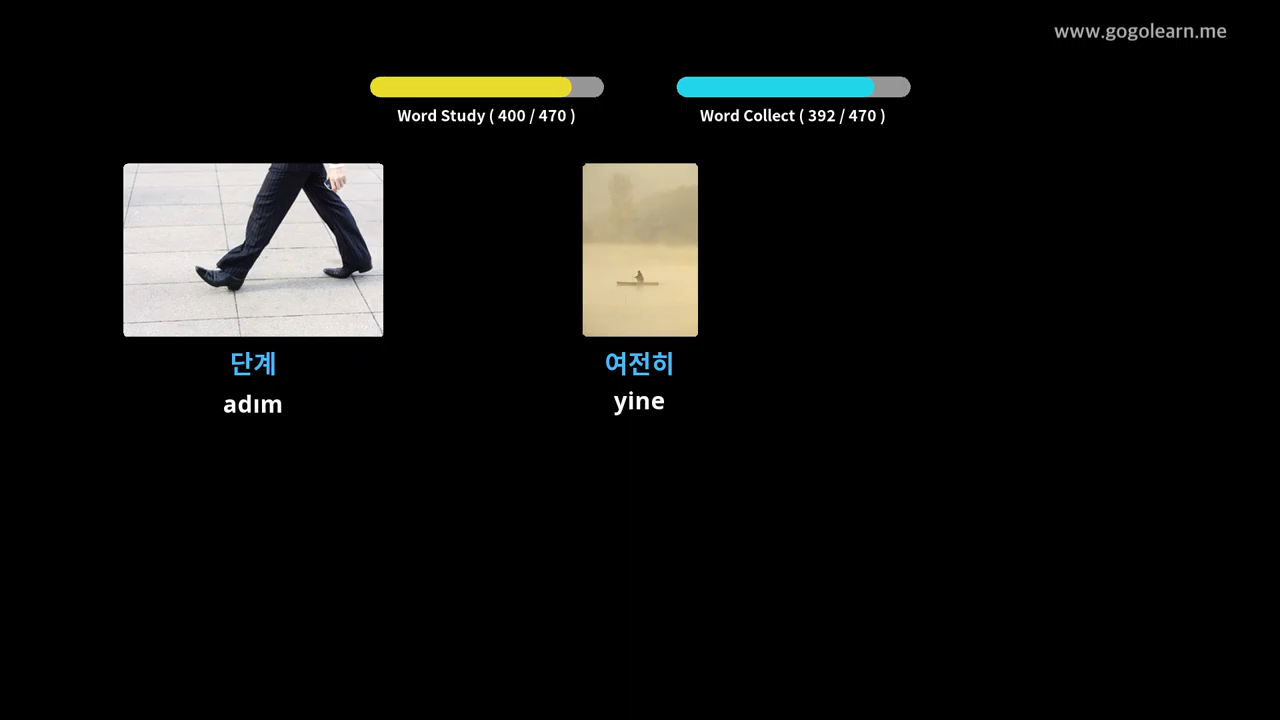 www.gogolearn.me
Word Study ( 400 / 470 )
Word Collect ( 392 / 470 )
단계
adım
여전히
yine